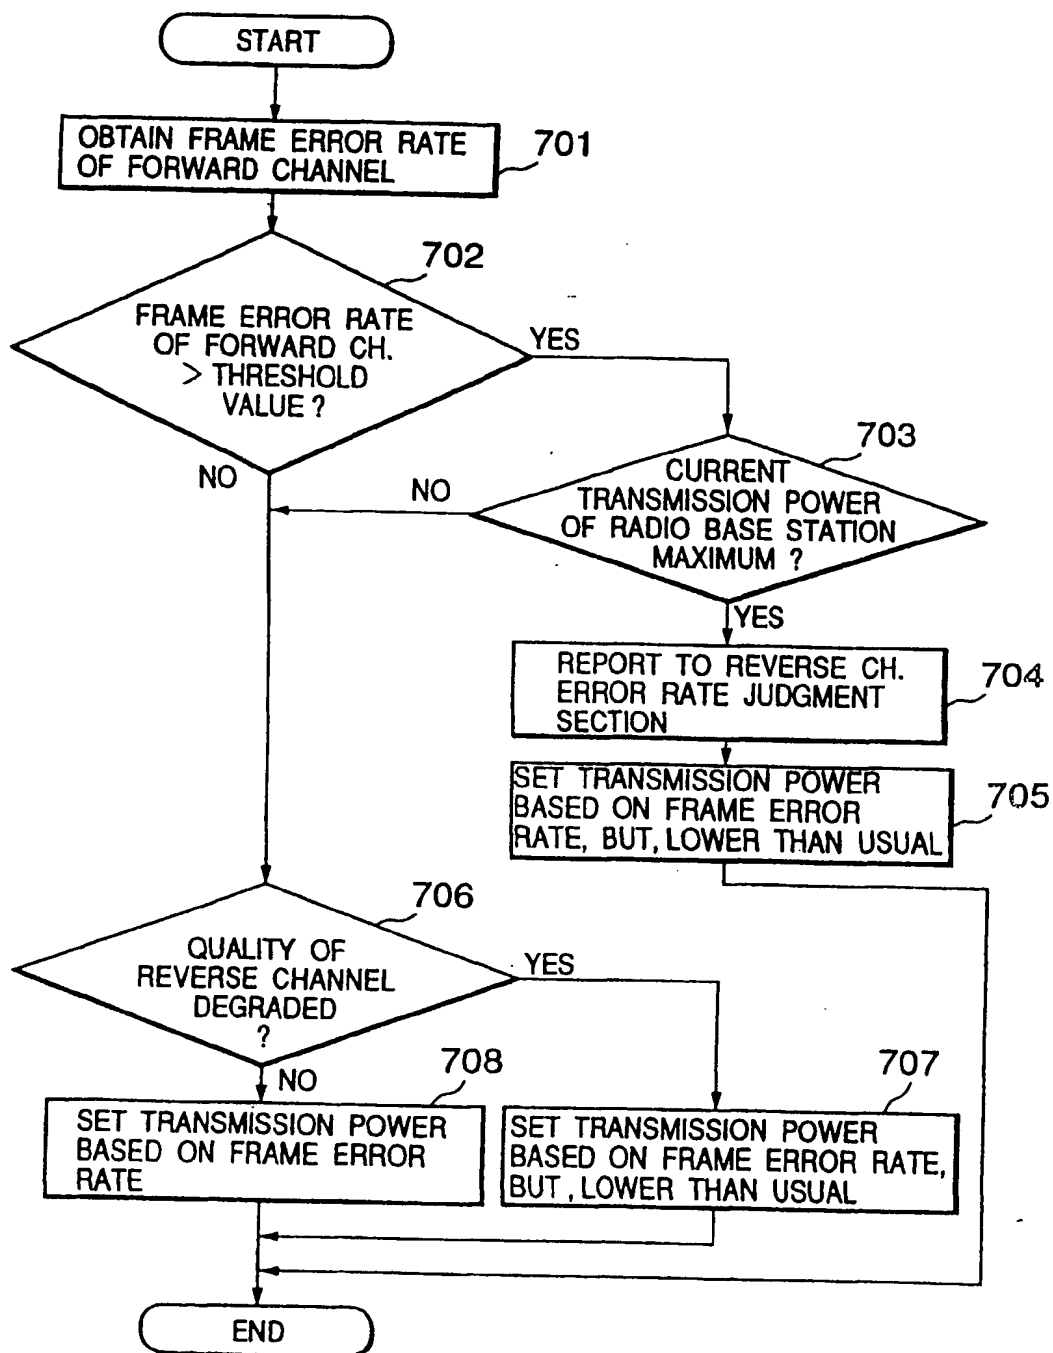 START
OBTAIN FRAME ERROR RATE
OF FORWARD CHANNEL
701
702
FRAME ERROR RATE
OF FORWARD CH.
> THRESHOLD
VALUE ?
YES
NO
703
CURRENT
TRANSMISSION POWER
OF RADIO BASE STATION
MAXIMUM ?
NO
YES
REPORT TO REVERSE CH.
ERROR RATE JUDGMENT
SECTION
704
SET TRANSMISSION POWER
BASED ON FRAME ERROR
RATE, BUT, LOWER THAN USUAL
705
706
QUALITY OF
REVERSE CHANNEL
DEGRADED
?
YES
NO
708
SET TRANSMISSION POWER
BASED ON FRAME ERROR
RATE
707
SET TRANSMISSION POWER
BASED ON FRAME ERROR RATE,
BUT, LOWER THAN USUAL
END